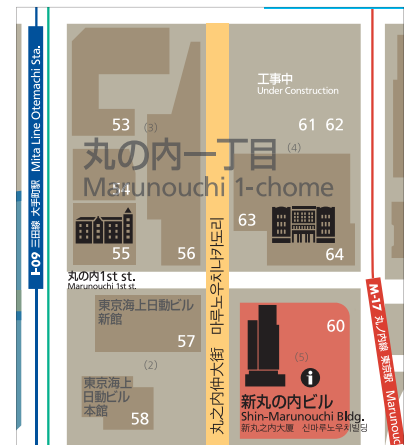 I-09 三田線 大手町駅 Mita Line Otemachi Sta.
工事中
Under Construction
53
(3)
61 62
丸の内一丁目
(4)
Marunouchi 1-chome
54
63
55
56
64
丸の内1st st.
Marunouchi 1st st.
丸之内仲大街 마루노우치나카도리
M-17 丸ノ内線 東京駅 Marunouc
東京海上日動ビル
新館
57
60
(2)
(5)
i
東京海上
日動ビル
本館
58
新丸の内ビル
Shin-Marunouchi Bldg.
新丸之内大厦 신마루노우치빌딩